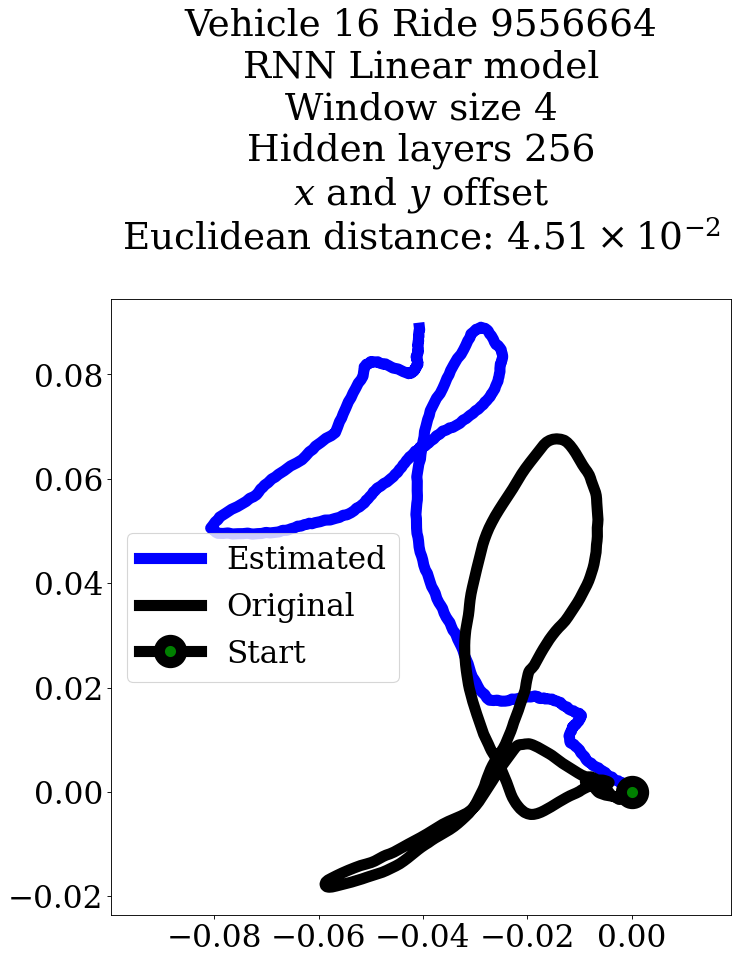 Vehicle 16 Ride 9556664
RNN Linear model
Window size 4
Hidden layers 256
x and y offset
Euclidean distance: 4.51 × 10⁻²
0.08
0.06
0.04
0.02
0.00
−0.02
Estimated
Original
Start
−0.08 −0.06 −0.04 −0.02 0.00